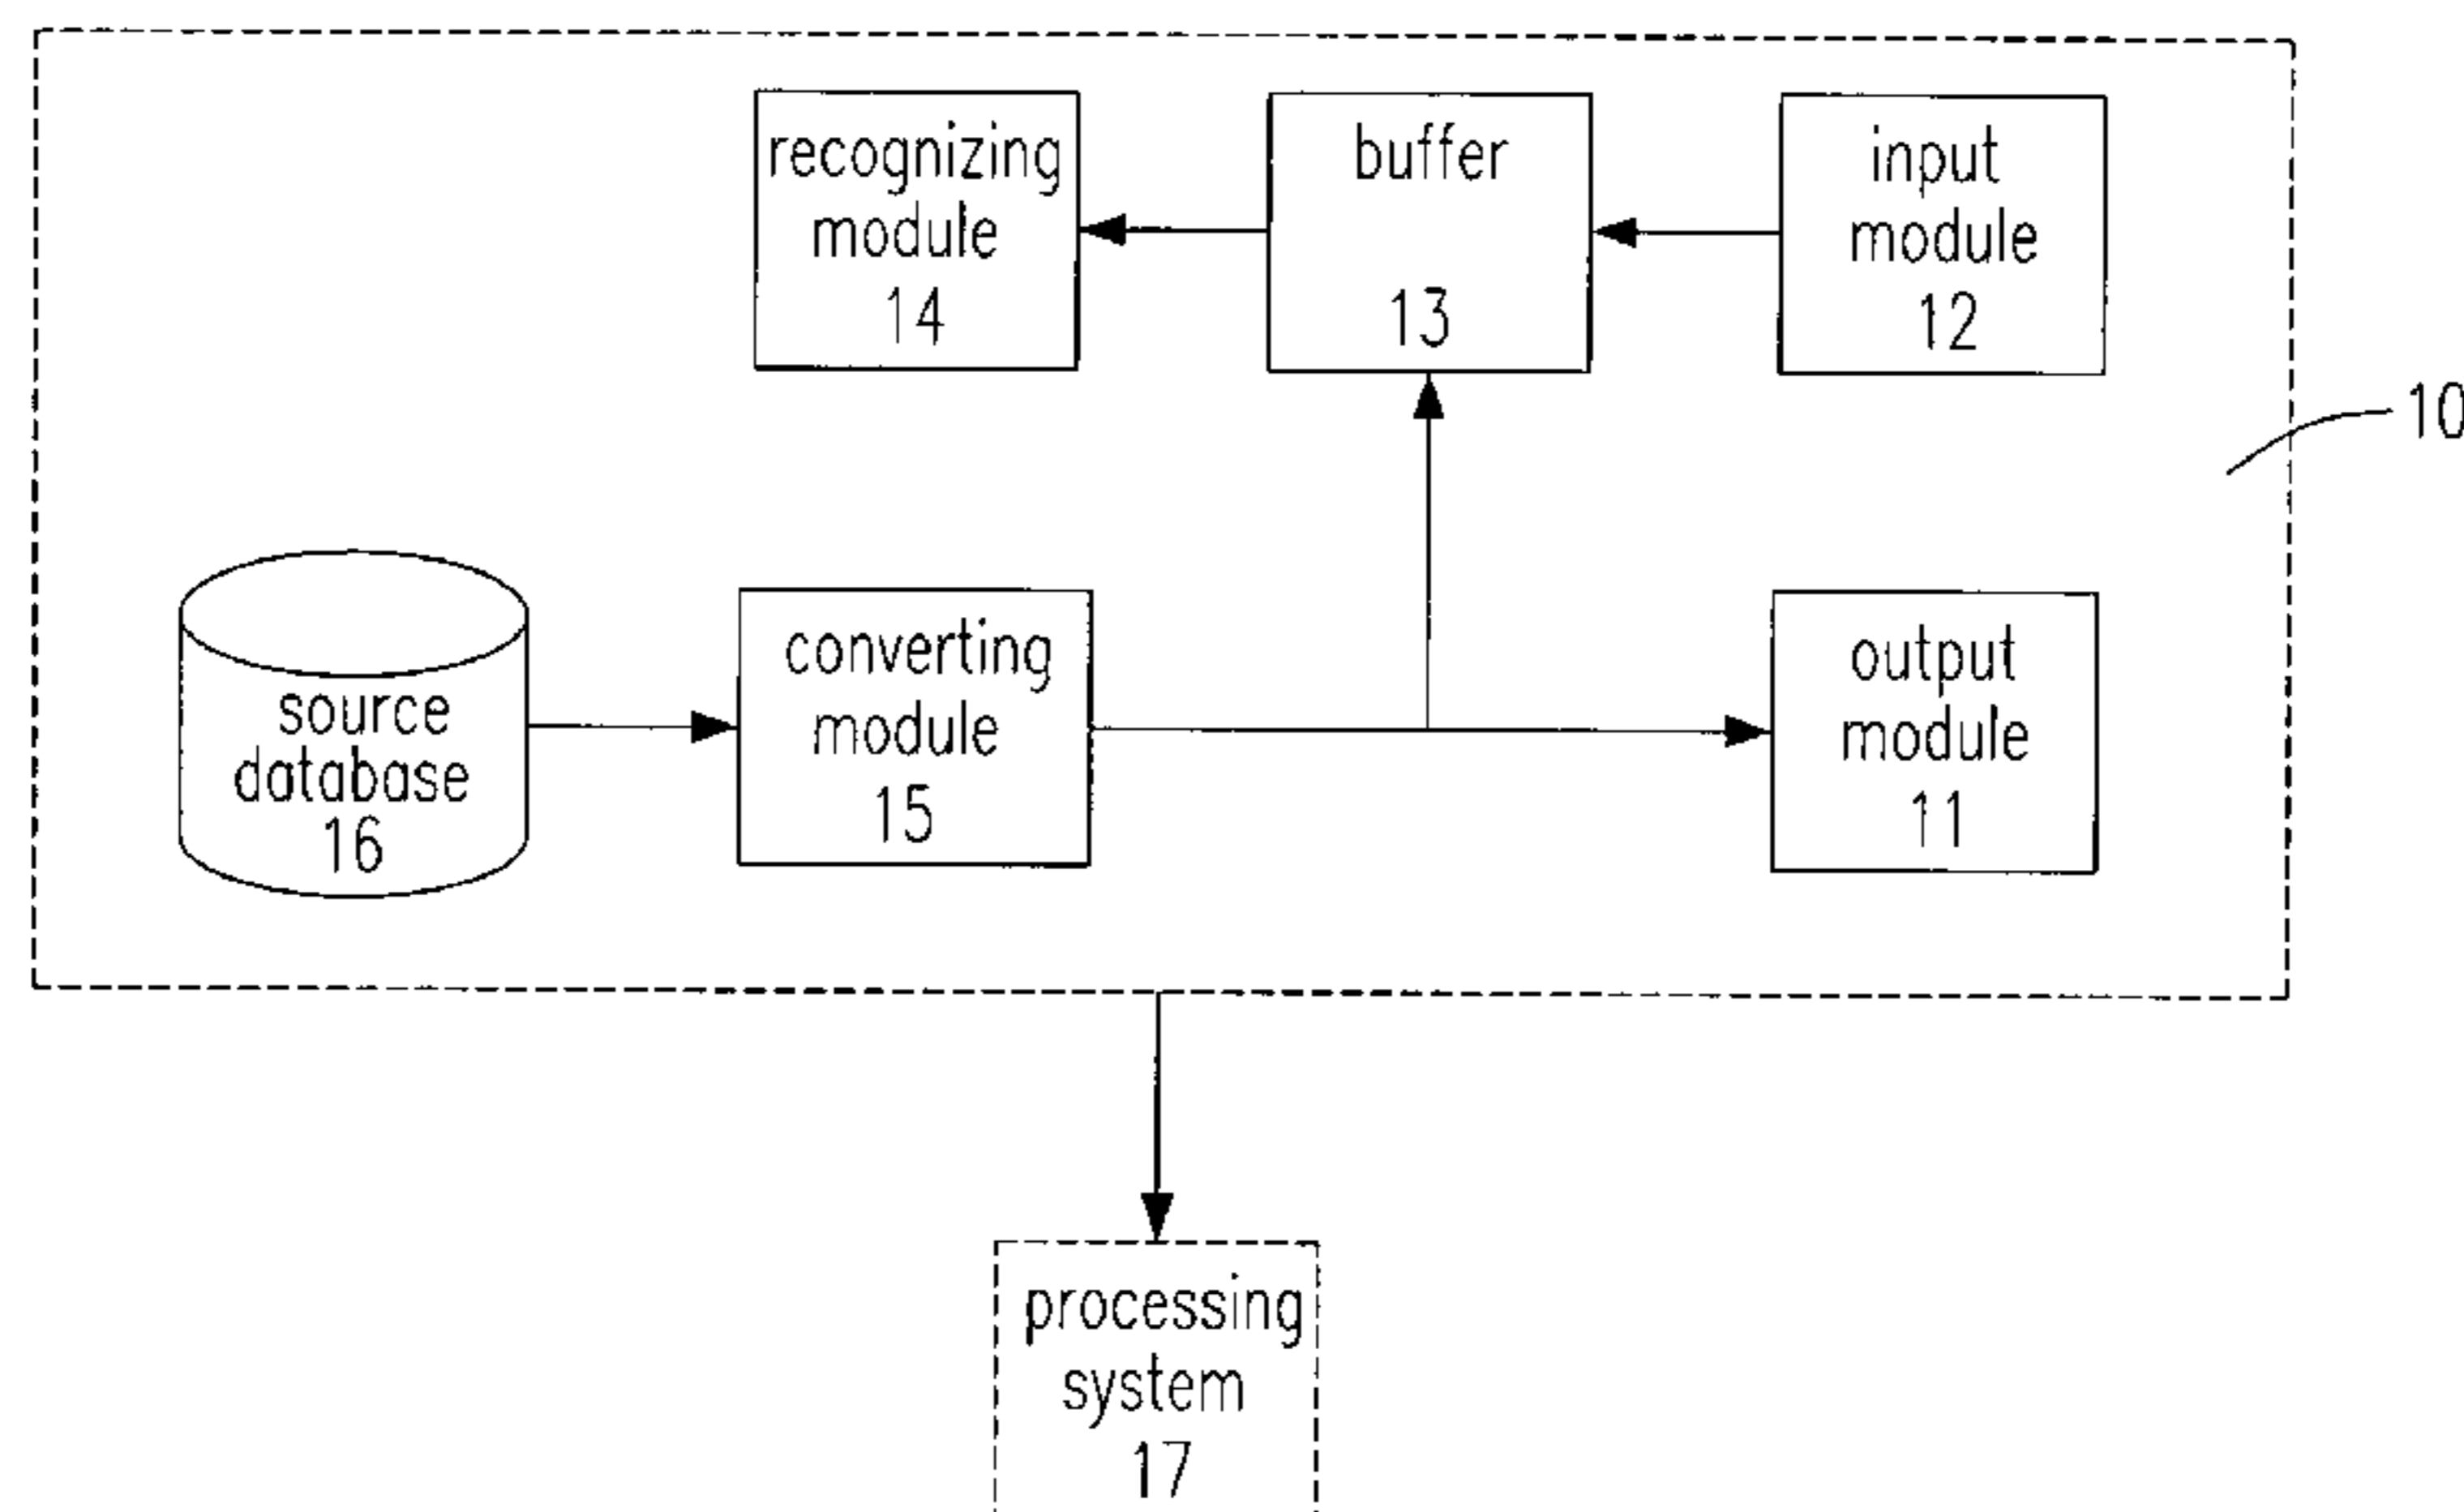 recognizing
module
14
buffer
13
input
module
12
10
source
database
16
converting
module
15
output
module
11
processing
system
17